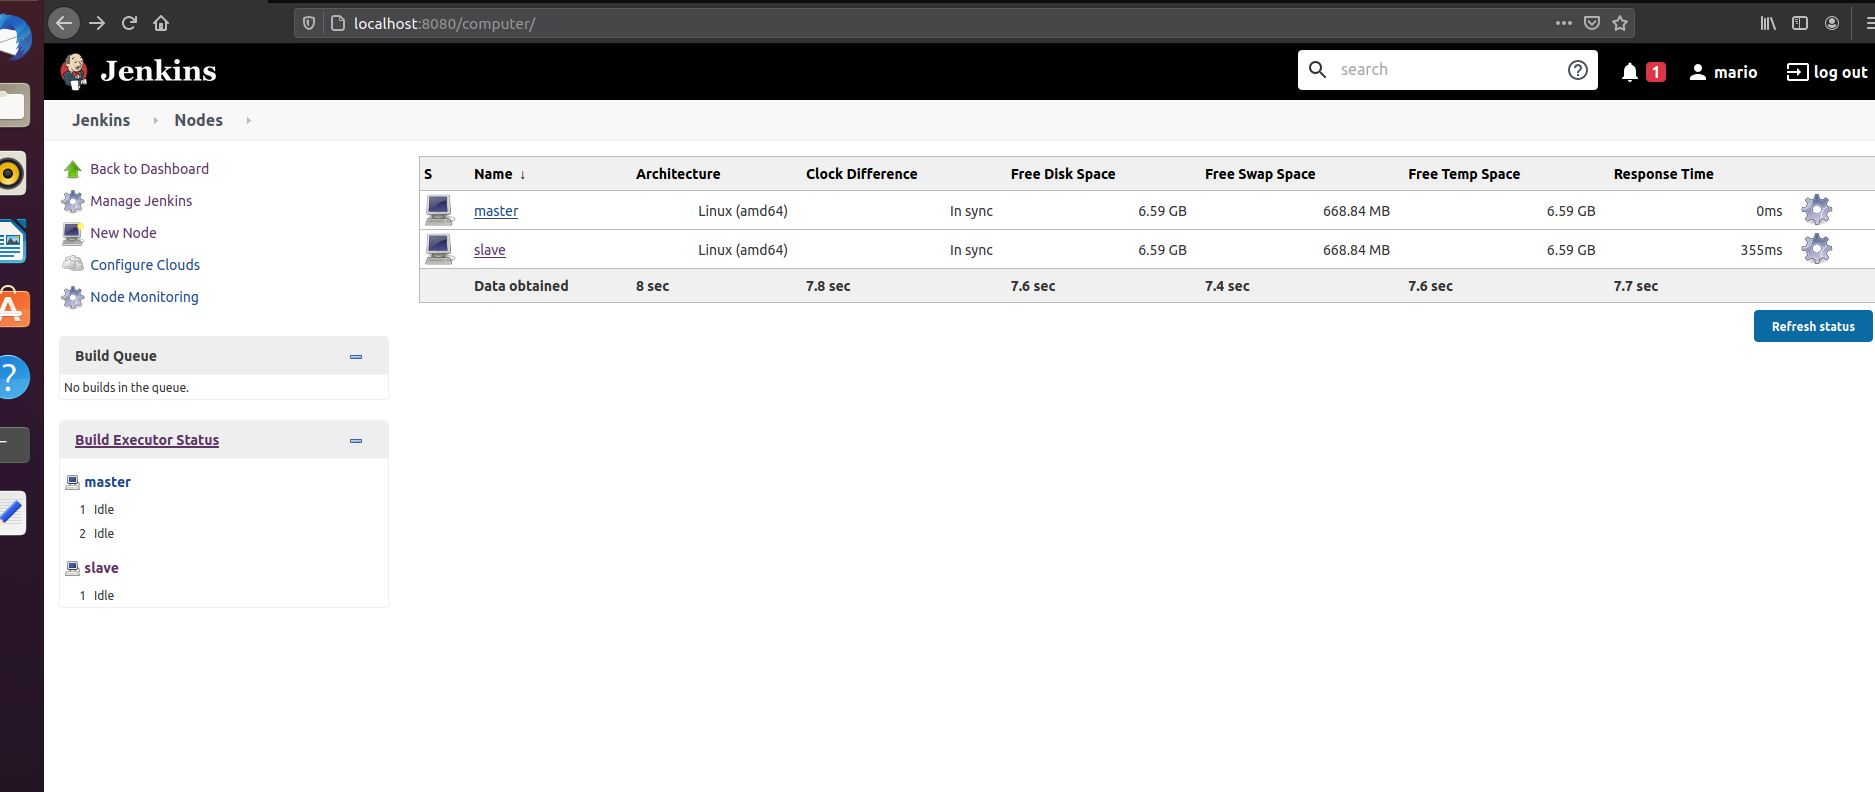 localhost:8080/computer/
Jenkins
search
1
mario
log out
Jenkins Nodes
Back to Dashboard
Manage Jenkins
New Node
Configure Clouds
Node Monitoring
S Name ↓ Architecture Clock Difference Free Disk Space Free Swap Space Free Temp Space Response Time
master Linux (amd64) In sync 6.59 GB 668.84 MB 6.59 GB 0ms
slave Linux (amd64) In sync 6.59 GB 668.84 MB 6.59 GB 355ms
Data obtained 8 sec 7.8 sec 7.6 sec 7.4 sec 7.6 sec 7.7 sec
Refresh status
Build Queue
No builds in the queue.
Build Executor Status
master
1 Idle
2 Idle
slave
1 Idle